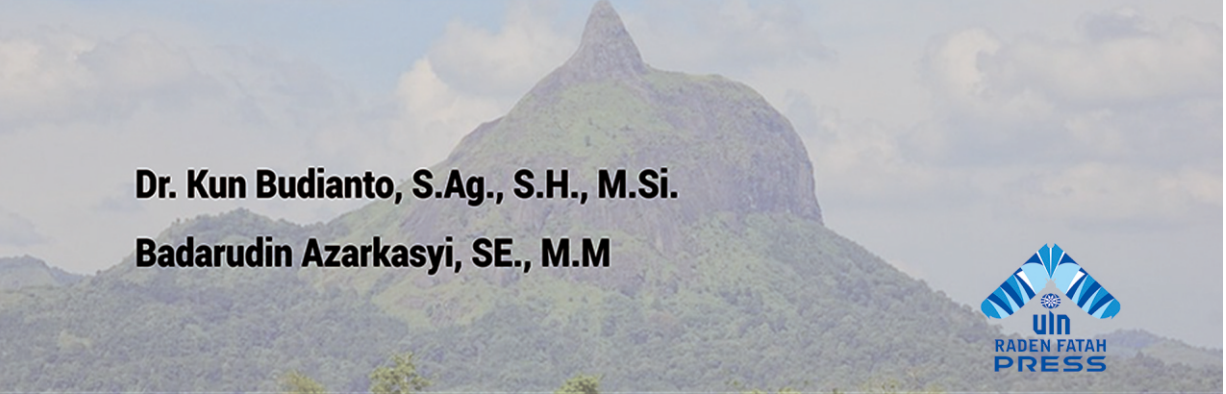 Dr. Kun Budianto, S.Ag., S.H., M.Si.
Badarudin Azarkasyi, SE., M.M
uin
RADEN FATAH
PRESS